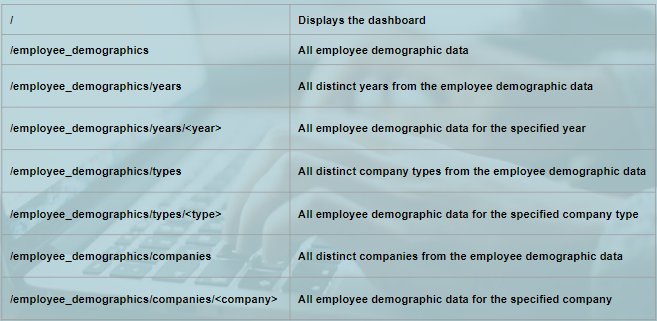 / Displays the dashboard
/employee_demographics All employee demographic data
/employee_demographics/years All distinct years from the employee demographic data
/employee_demographics/years/<year> All employee demographic data for the specified year
/employee_demographics/types All distinct company types from the employee demographic data
/employee_demographics/types/<type> All employee demographic data for the specified company type
/employee_demographics/companies All distinct companies from the employee demographic data
/employee_demographics/companies/<company> All employee demographic data for the specified company